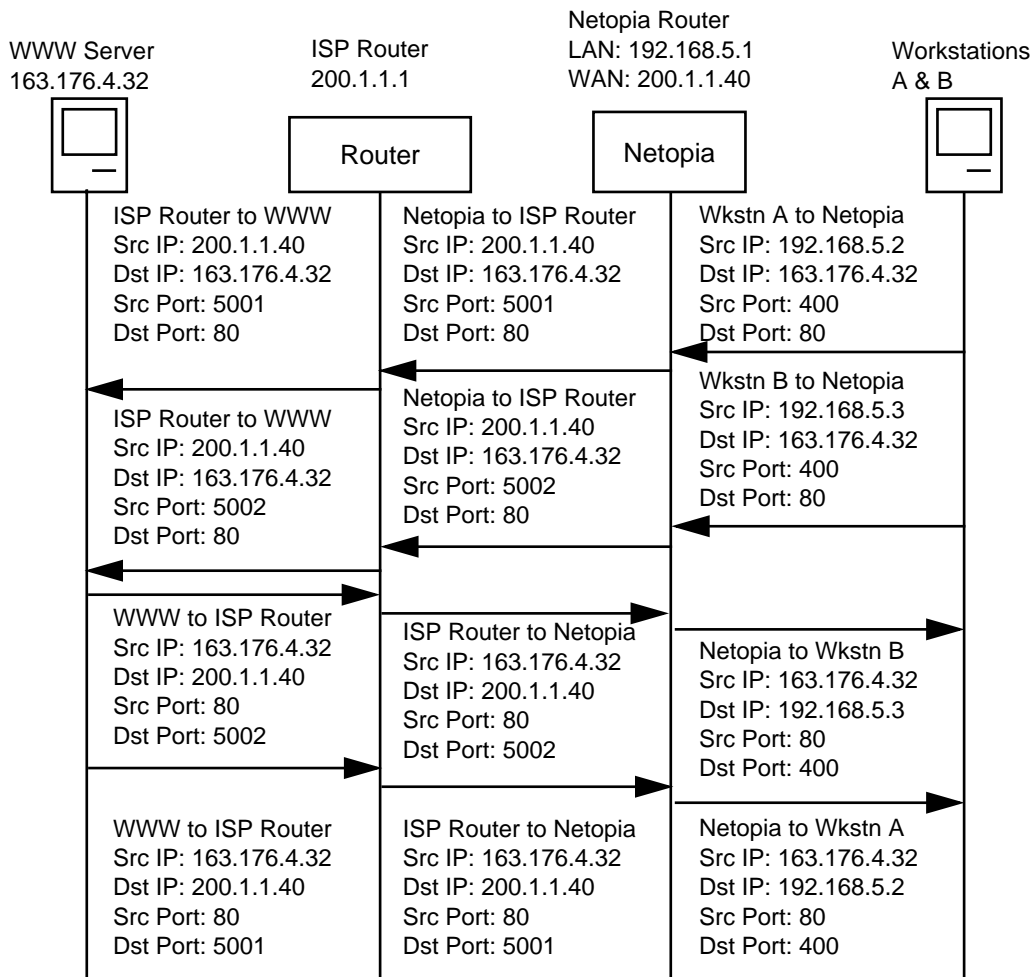 WWW Server
163.176.4.32
ISP Router
200.1.1.1
Netopia Router
LAN: 192.168.5.1
WAN: 200.1.1.40
Workstations
A & B
Router
Netopia
ISP Router to WWW
Src IP: 200.1.1.40
Dst IP: 163.176.4.32
Src Port: 5001
Dst Port: 80
Netopia to ISP Router
Src IP: 200.1.1.40
Dst IP: 163.176.4.32
Src Port: 5001
Dst Port: 80
Wkstn A to Netopia
Src IP: 192.168.5.2
Dst IP: 163.176.4.32
Src Port: 400
Dst Port: 80
ISP Router to WWW
Src IP: 200.1.1.40
Dst IP: 163.176.4.32
Src Port: 5002
Dst Port: 80
Netopia to ISP Router
Src IP: 200.1.1.40
Dst IP: 163.176.4.32
Src Port: 5002
Dst Port: 80
Wkstn B to Netopia
Src IP: 192.168.5.3
Dst IP: 163.176.4.32
Src Port: 400
Dst Port: 80
WWW to ISP Router
Src IP: 163.176.4.32
Dst IP: 200.1.1.40
Src Port: 80
Dst Port: 5002
ISP Router to Netopia
Src IP: 163.176.4.32
Dst IP: 200.1.1.40
Src Port: 80
Dst Port: 5002
Netopia to Wkstn B
Src IP: 163.176.4.32
Dst IP: 192.168.5.3
Src Port: 80
Dst Port: 400
WWW to ISP Router
Src IP: 163.176.4.32
Dst IP: 200.1.1.40
Src Port: 80
Dst Port: 5001
ISP Router to Netopia
Src IP: 163.176.4.32
Dst IP: 200.1.1.40
Src Port: 80
Dst Port: 5001
Netopia to Wkstn A
Src IP: 163.176.4.32
Dst IP: 192.168.5.2
Src Port: 80
Dst Port: 400